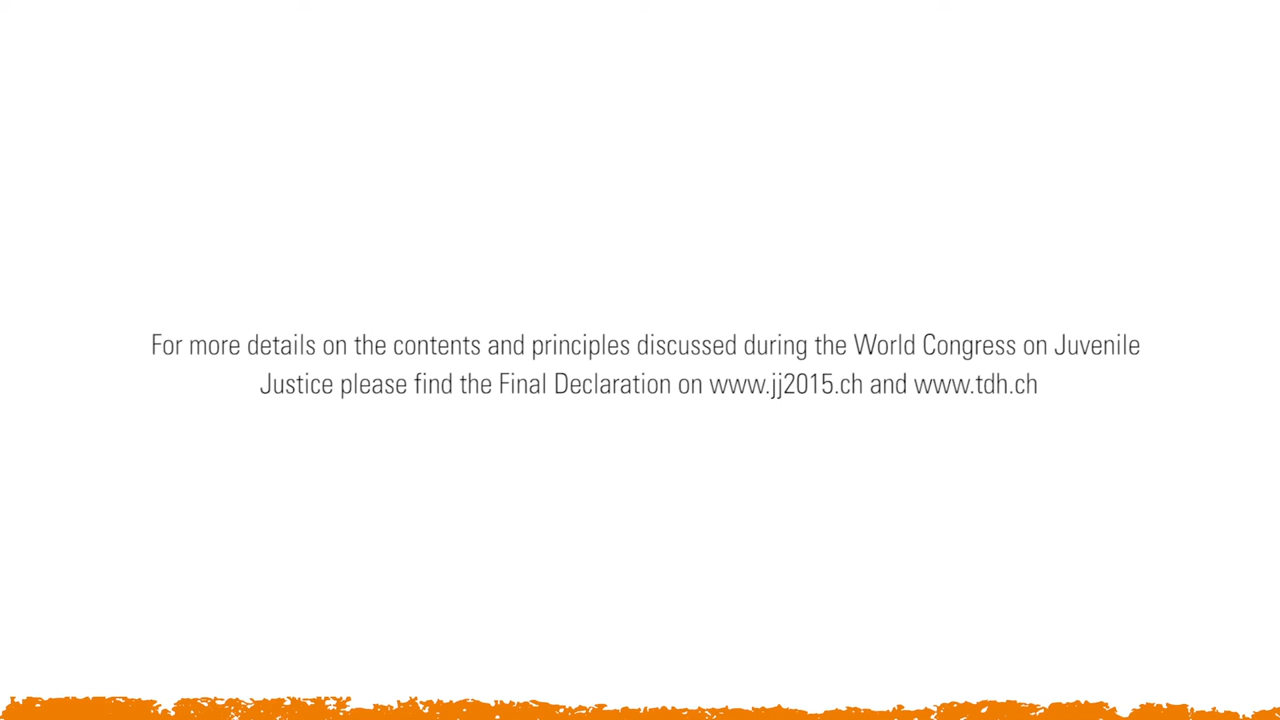 For more details on the contents and principles discussed during the World Congress on Juvenile
Justice please find the Final Declaration on www.jj2015.ch and www.tdh.ch